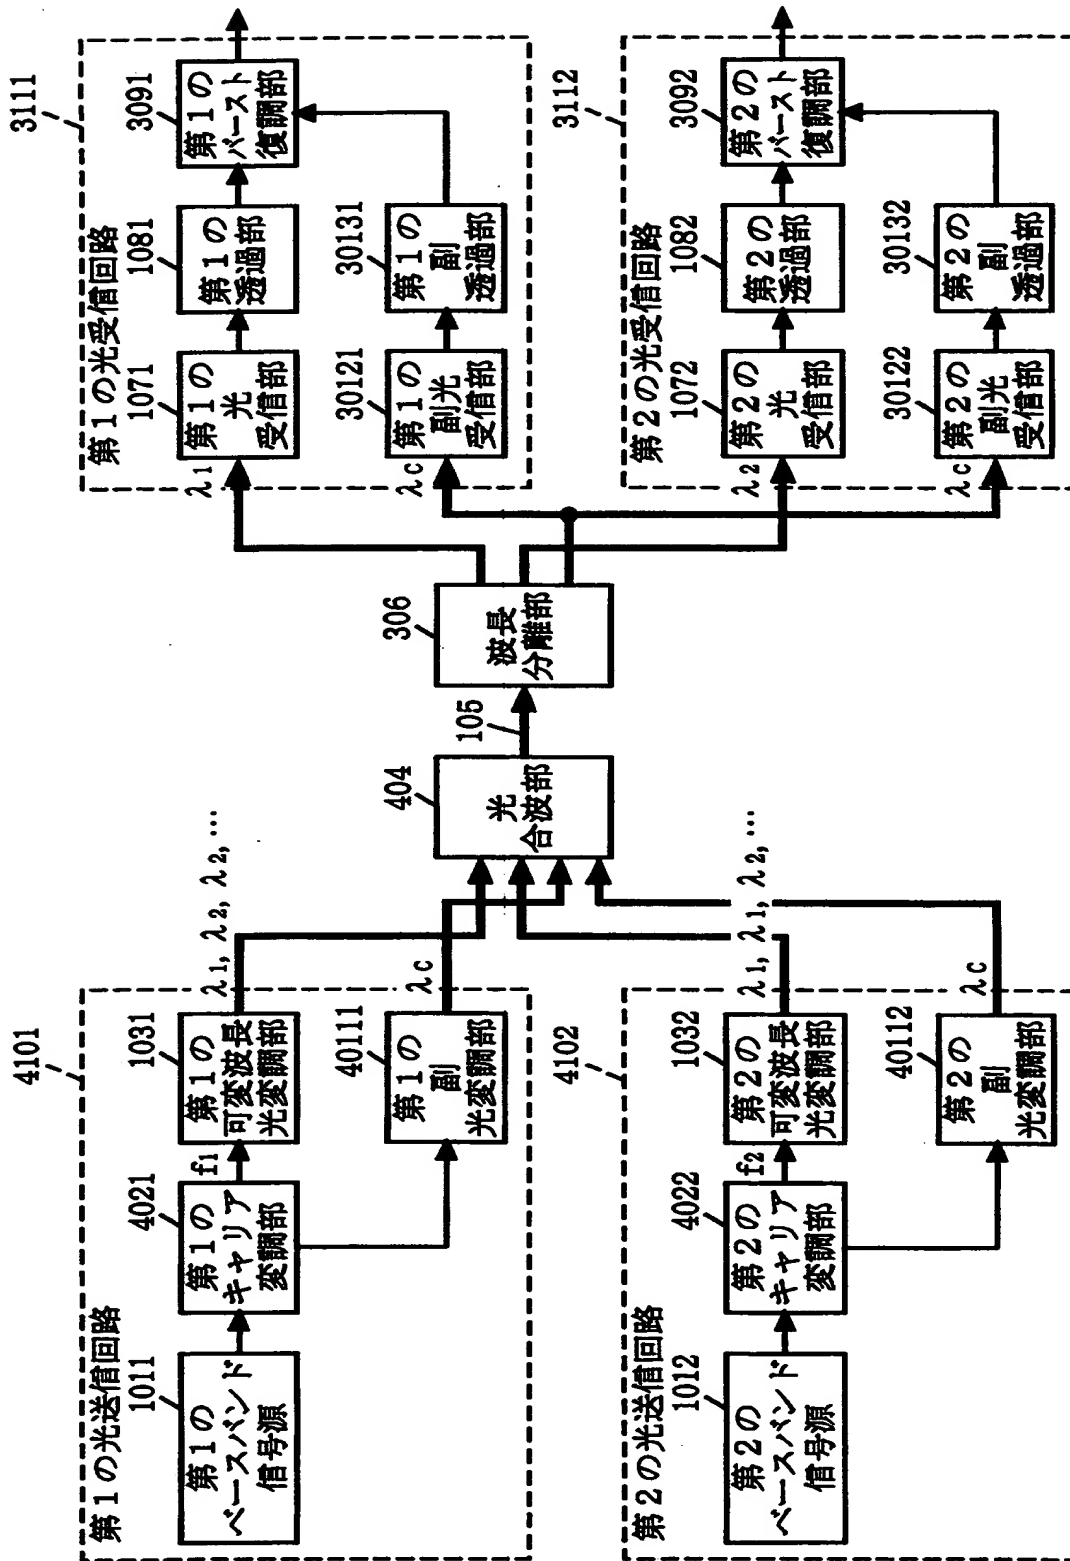 第1の光送信回路
4101
1011
第1の
ベースバンド
信号源
4021
第1の
キャリア
変調部
f1
1031
第1の
可変波長
光変調部
λ1, λ2, λ2, …
40111
第1の
副
光変調部
λc
第2の光送信回路
4102
1012
第2の
ベースバンド
信号源
4022
第2の
キャリア
変調部
f2
1032
第2の
可変波長
光変調部
λ1, λ1, λ2, …
40112
第2の
副
光変調部
λc
404
光
合波部
105
306
波長
分離部
第1の光受信回路
3111
λ1
1071
第1の
光
受信部
1081
第1の
透過部
3091
第1の
バースト
復調部
λc
30121
第1の
副光
受信部
30131
第1の
副
透過部
第2の光受信回路
3112
λ2
1072
第2の
光
受信部
1082
第2の
透過部
3092
第2の
バースト
復調部
λc
30122
第2の
副光
受信部
30132
第2の
副
透過部